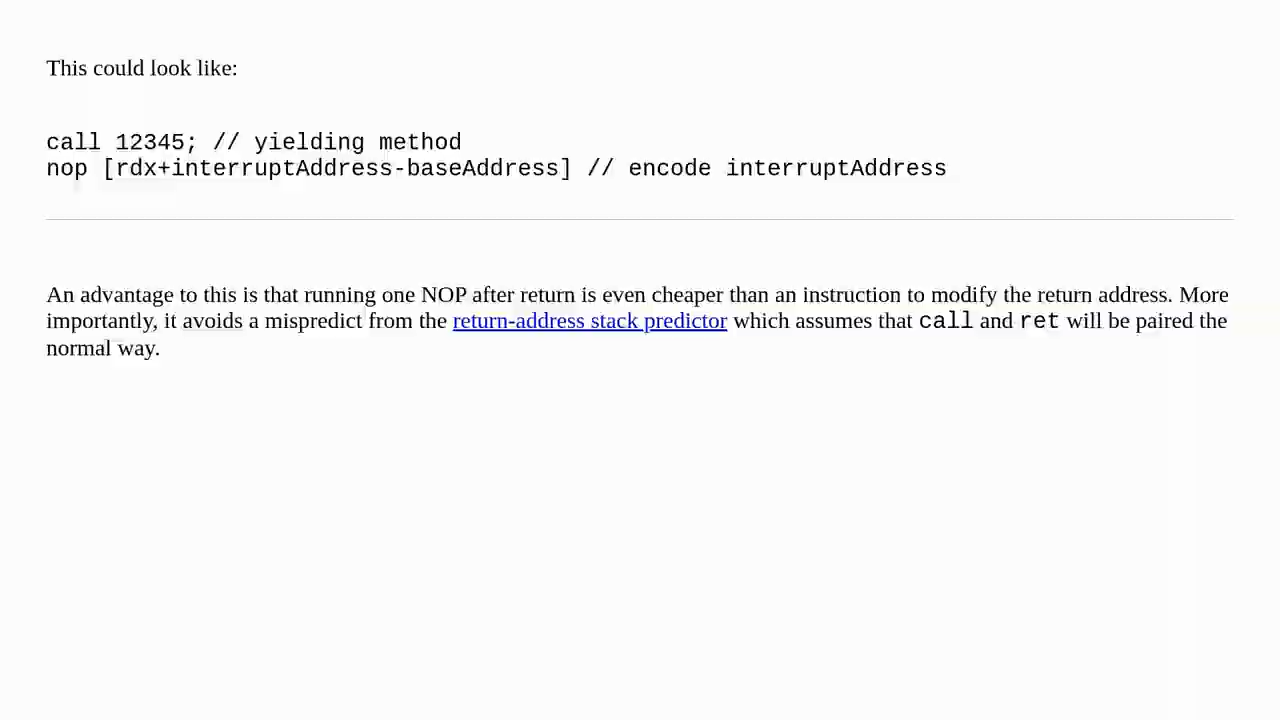 This could look like:
call 12345; // yielding method
nop [rdx+interruptAddress-baseAddress] // encode interruptAddress
An advantage to this is that running one NOP after return is even cheaper than an instruction to modify the return address. More
importantly, it avoids a mispredict from the return-address stack predictor which assumes that call and ret will be paired the
normal way.